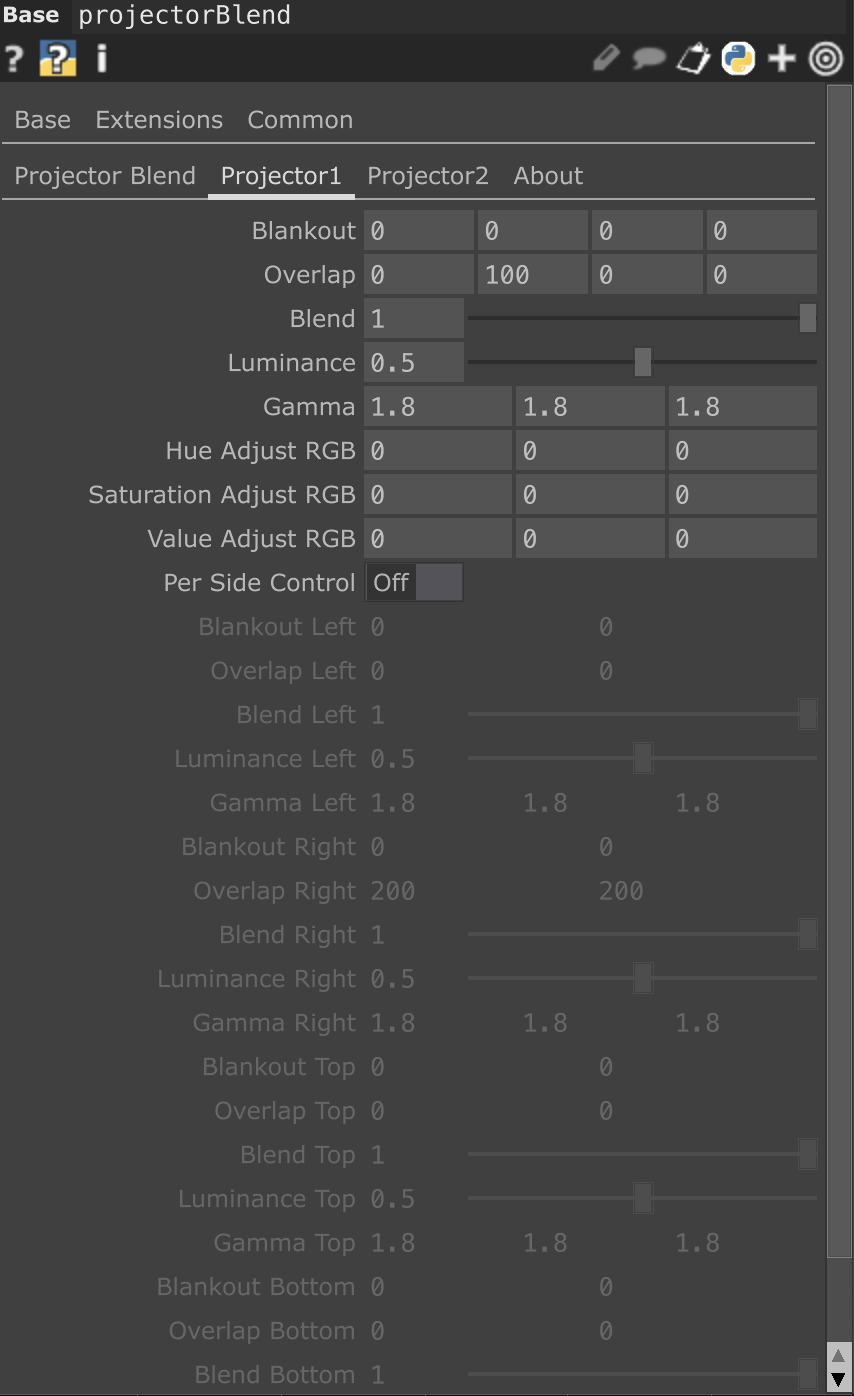 Base projectorBlend
? ? i
Base Extensions Common
Projector Blend Projector1 Projector2 About
Blankout 0 0 0 0
Overlap 0 100 0 0
Blend 1
Luminance 0.5
Gamma 1.8 1.8 1.8
Hue Adjust RGB 0 0 0
Saturation Adjust RGB 0 0 0
Value Adjust RGB 0 0 0
Per Side Control Off
Blankout Left 0 0
Overlap Left 0 0
Blend Left 1
Luminance Left 0.5
Gamma Left 1.8 1.8 1.8
Blankout Right 0 0
Overlap Right 200 200
Blend Right 1
Luminance Right 0.5
Gamma Right 1.8 1.8 1.8
Blankout Top 0 0
Overlap Top 0 0
Blend Top 1
Luminance Top 0.5
Gamma Top 1.8 1.8 1.8
Blankout Bottom 0 0
Overlap Bottom 0 0
Blend Bottom 1